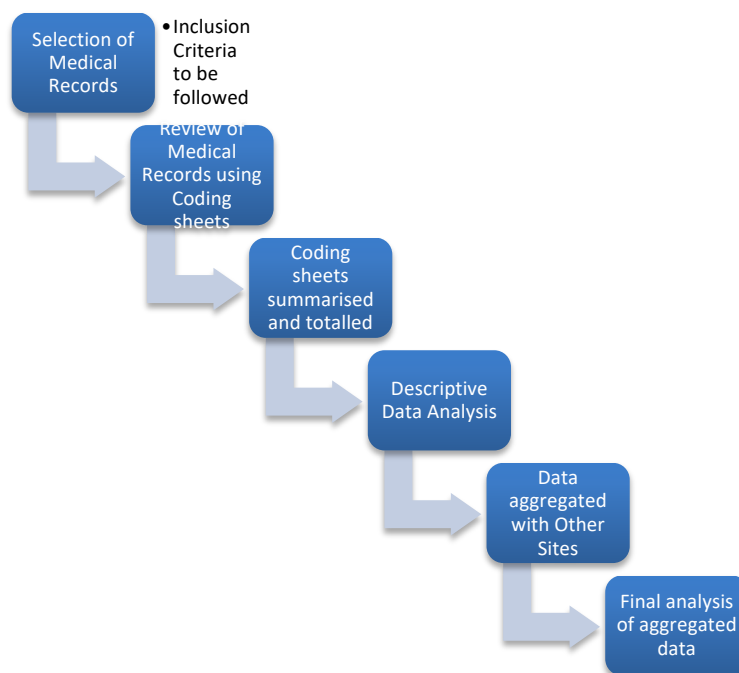 Selection of
Medical
Records
•Inclusion
Criteria
to be
followed
Review of
Medical
Records using
Coding
sheets
Coding
sheets
summarised
and totalled
Descriptive
Data Analysis
Data
aggregated
with Other
Sites
Final analysis
of aggregated
data